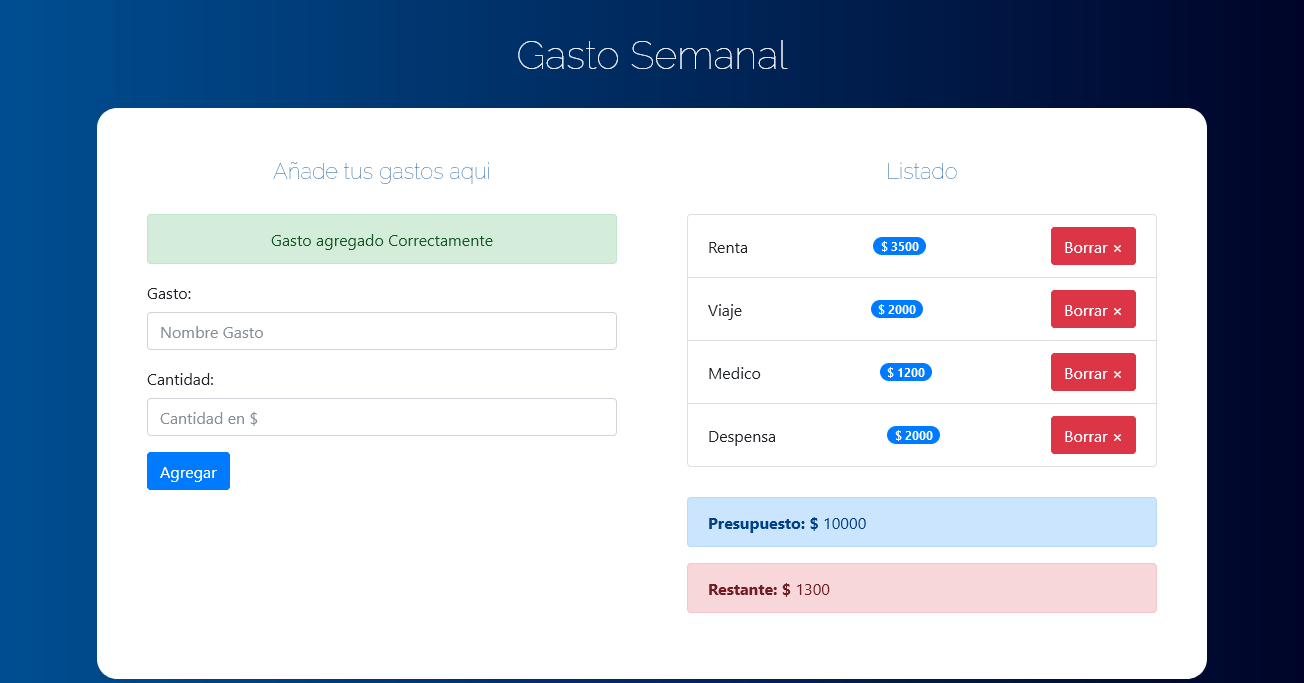 Gasto Semanal
Añade tus gastos aqui
Gasto agregado Correctamente
Gasto:
Nombre Gasto
Cantidad:
Cantidad en $
Agregar
Listado
Renta $ 3500 Borrar ×
Viaje $ 2000 Borrar ×
Medico $ 1200 Borrar ×
Despensa $ 2000 Borrar ×
Presupuesto: $ 10000
Restante: $ 1300